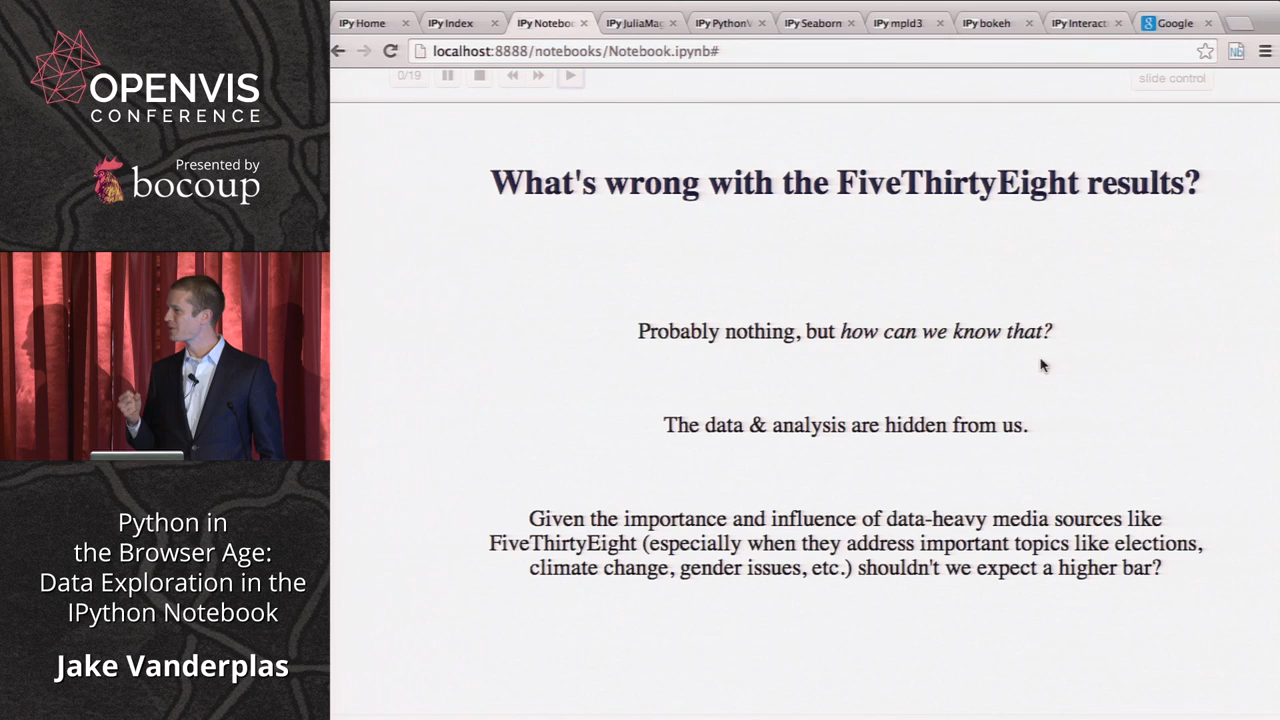 OPENVIS
CONFERENCE
Presented by
bocoup
Python in
the Browser Age:
Data Exploration in the
IPython Notebook
Jake Vanderplas
IPy Home
IPy Index
IPy Notebo
IPy JuliaMag
IPy Python
IPy Seaborn
IPy mpld3
IPy bokeh
IPy Interact
Google
localhost:8888/notebooks/Notebook.ipynb#
Nb
0/19
slide control
What's wrong with the FiveThirtyEight results?
Probably nothing, but how can we know that?
The data & analysis are hidden from us.
Given the importance and influence of data-heavy media sources like
FiveThirtyEight (especially when they address important topics like elections,
climate change, gender issues, etc.) shouldn't we expect a higher bar?